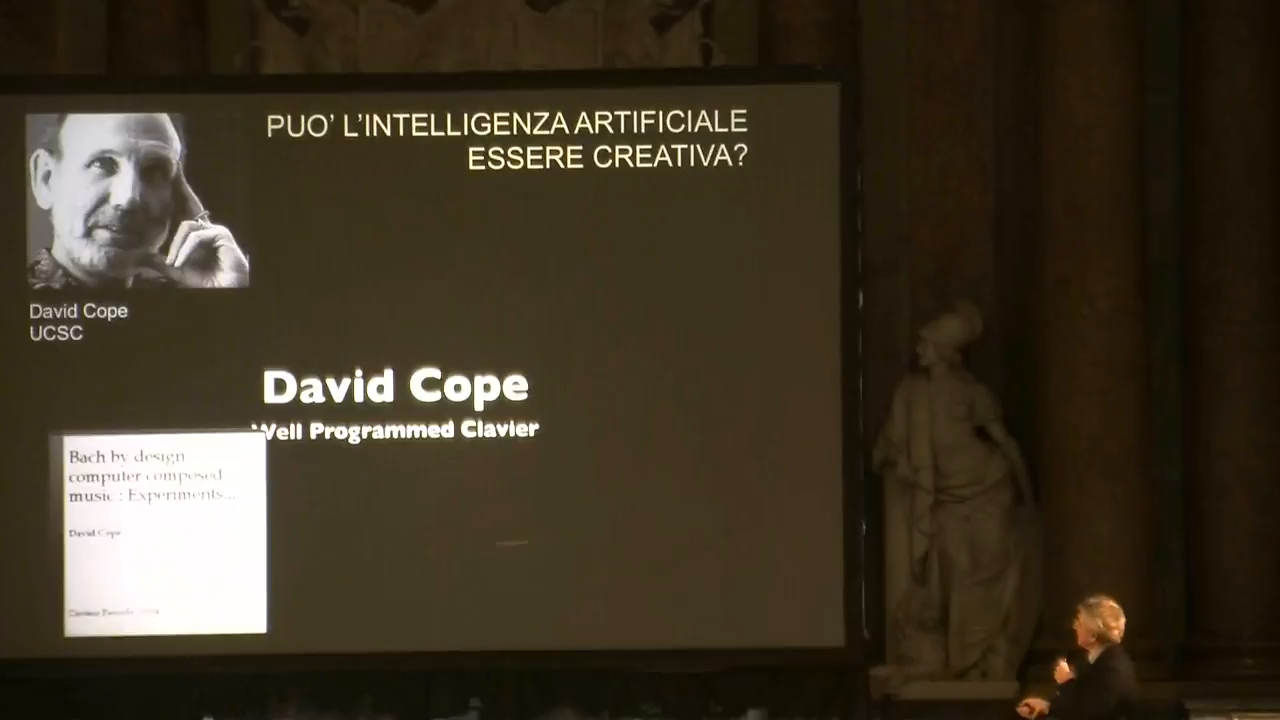 PUO’ L’INTELLIGENZA ARTIFICIALE
ESSERE CREATIVA?
David Cope
UCSC
David Cope
Well Programmed Clavier
Bach by design
computer composed
music : Experiments...
David Cope